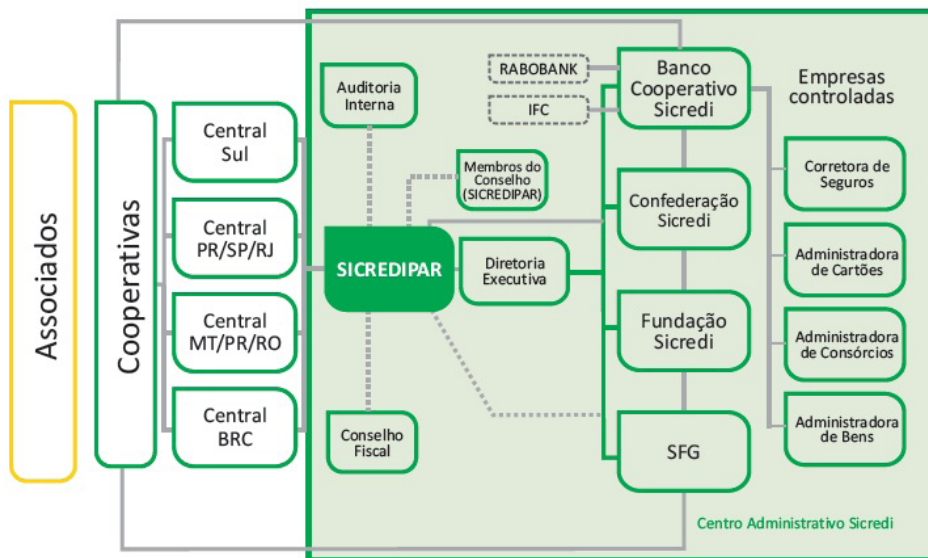 Associados
Cooperativas
Central
Sul
Central
PR/SP/RJ
Central
MT/PR/RO
Central
BRC
Auditoria
Interna
Membros do
Conselho
(SICREDIPAR)
SICREDIPAR
Diretoria
Executiva
Conselho
Fiscal
RABOBANK
IFC
Banco
Cooperativo
Sicredi
Confederação
Sicredi
Fundação
Sicredi
SFG
Empresas
controladas
Corretora de
Seguros
Administradora
de Cartões
Administradora
de Consórcios
Administradora
de Bens
Centro Administrativo Sicredi